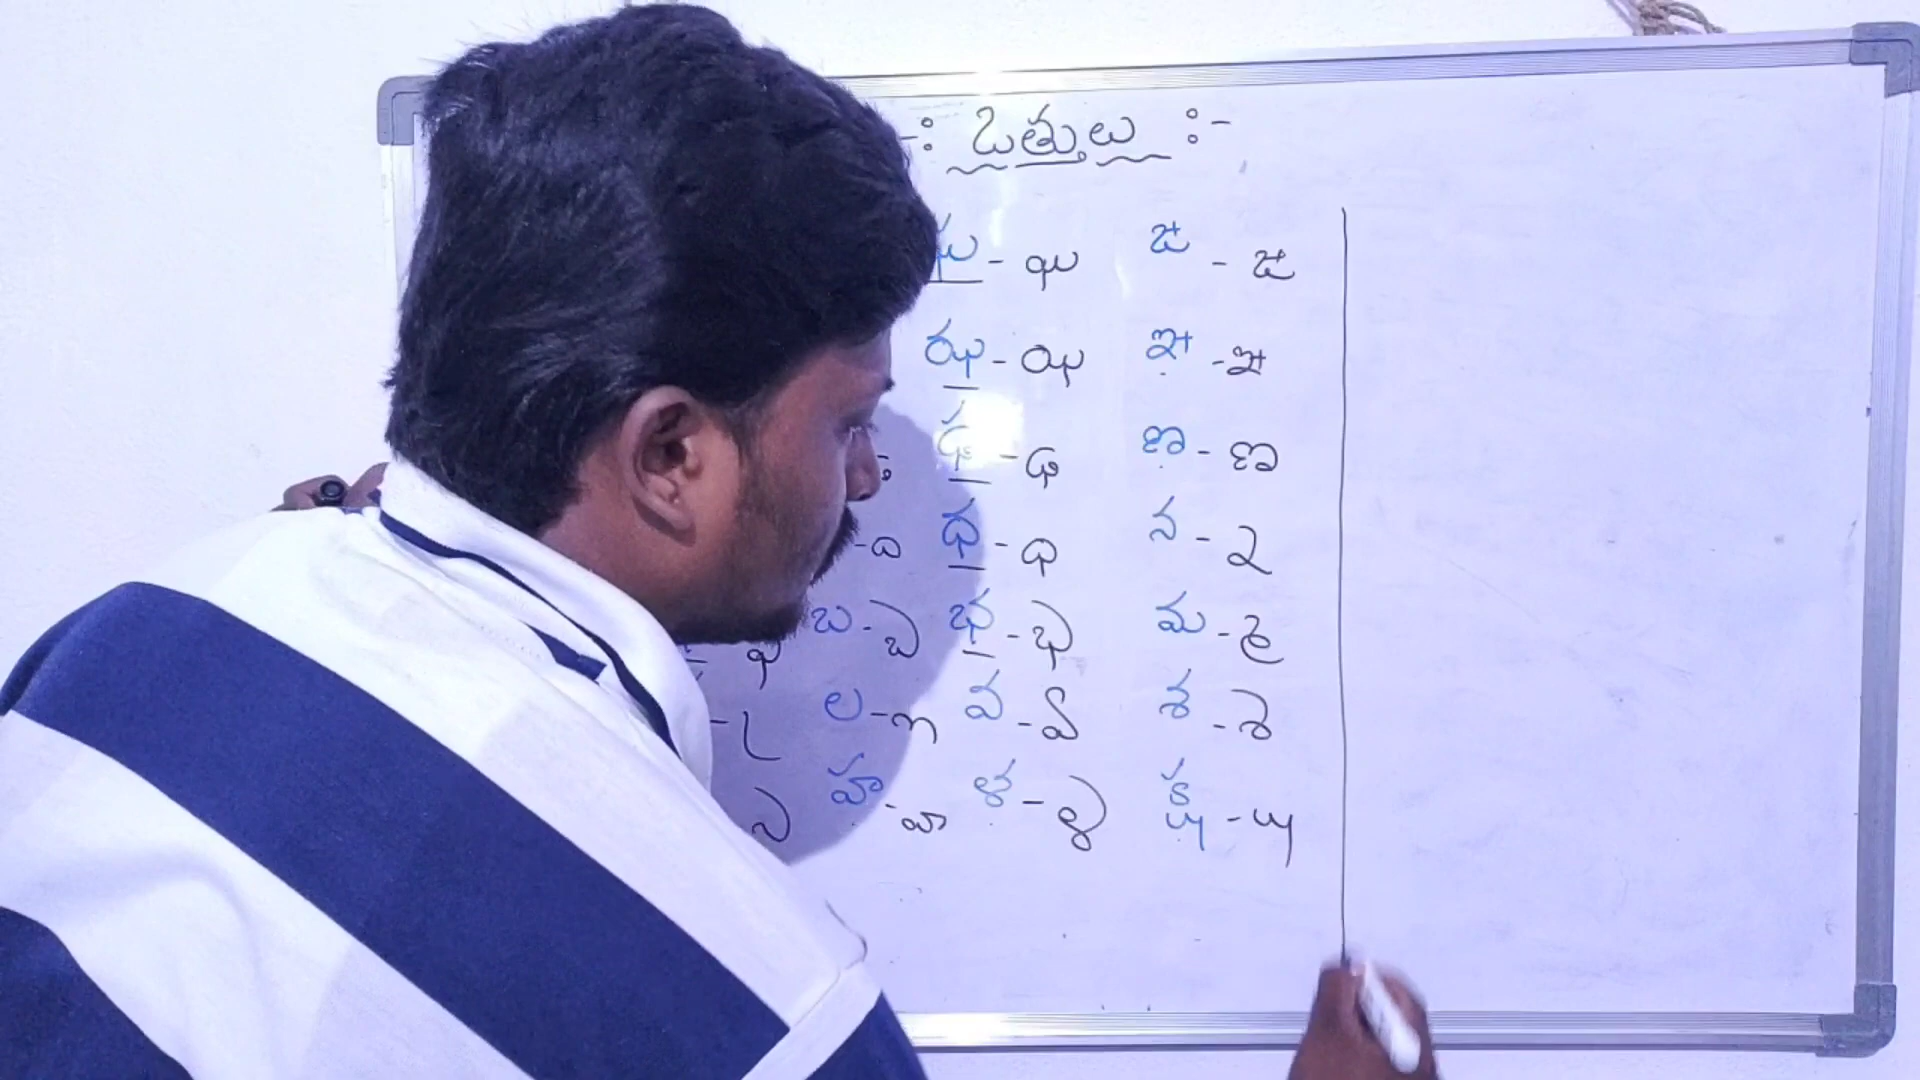 -: ఒత్తులు :-
ఘ - ఘ ఙ - ఙ
ఝ - ఝ ఞ - ఞ
ఢ - ఢ ణ - ణ
- ద ధ - ధ న - ్న
బ - ్బ భ - ్భ మ - ్మ
- ్ర ల - ్ల వ - ్వ శ - ్శ
హ - ్హ ళ - ్ళ క్ష - ్ష